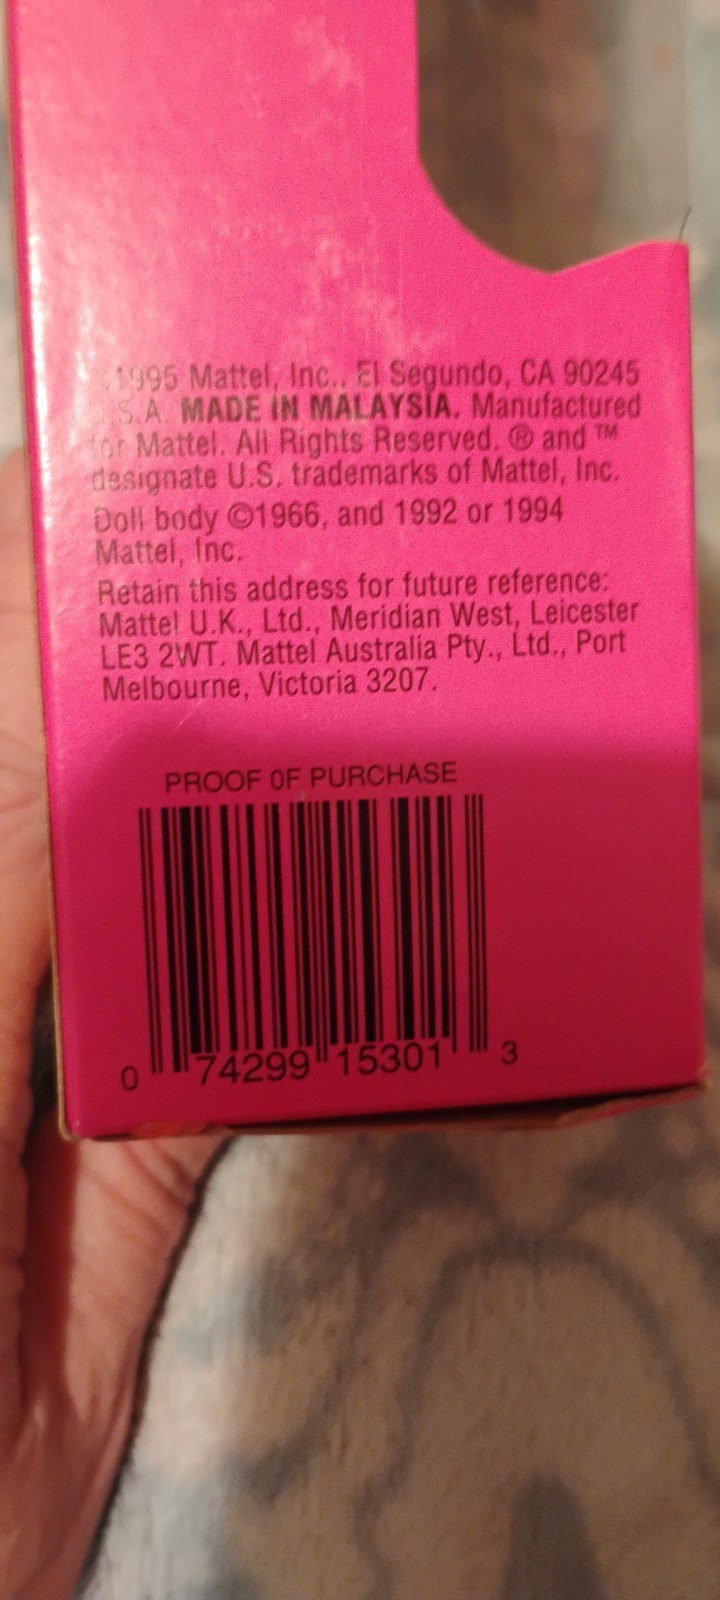 ©1995 Mattel, Inc., El Segundo, CA 90245
U.S.A. MADE IN MALAYSIA. Manufactured
for Mattel. All Rights Reserved. ® and ™
designate U.S. trademarks of Mattel, Inc.
Doll body ©1966, and 1992 or 1994
Mattel, Inc.
Retain this address for future reference:
Mattel U.K., Ltd., Meridian West, Leicester
LE3 2WT. Mattel Australia Pty., Ltd., Port
Melbourne, Victoria 3207.
PROOF OF PURCHASE
0 74299 15301 3